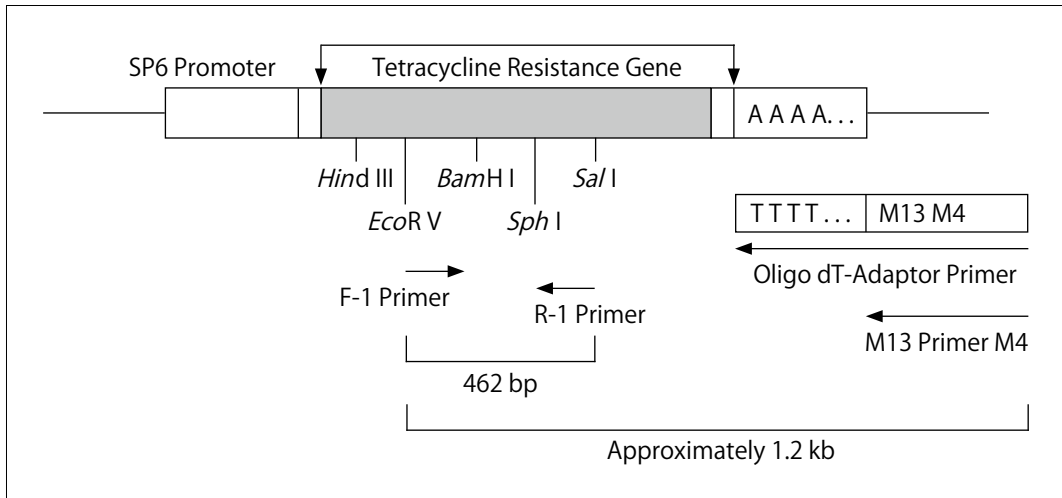 SP6 Promoter Tetracycline Resistance Gene
A A A A. . .
Hind III BamH I Sal I
EcoR V Sph I
T T T T . . . M13 M4
Oligo dT-Adaptor Primer
F-1 Primer
R-1 Primer
M13 Primer M4
462 bp
Approximately 1.2 kb